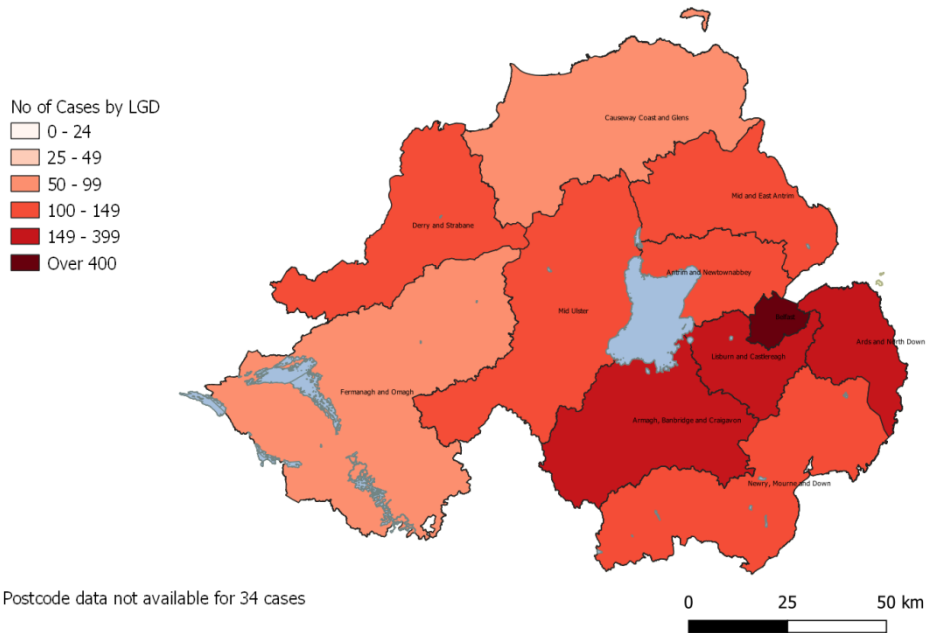 No of Cases by LGD
0 - 24
25 - 49
50 - 99
100 - 149
149 - 399
Over 400
Causeway Coast and Glens
Mid and East Antrim
Derry and Strabane
Antrim and Newtownabbey
Mid Ulster
Belfast
Ards and North Down
Lisburn and Castlereagh
Fermanagh and Omagh
Armagh, Banbridge and Craigavon
Newry, Mourne and Down
Postcode data not available for 34 cases
0 25 50 km